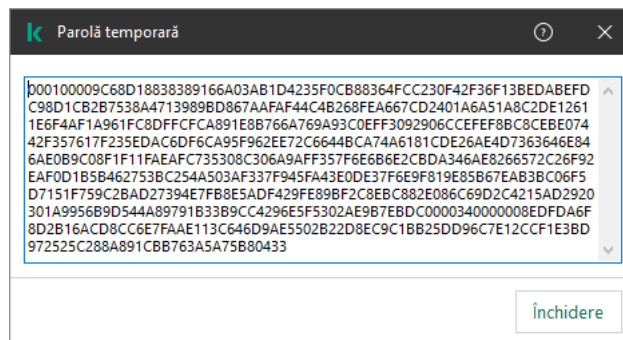 Parolă temporară
000100009C68D18838389166A03AB1D4235F0CB88364FCC230F42F36F13BEDABEFD
C98D1CB2B7538A4713989BD867AAFAF44C4B268FEA667CD2401A6A51A8C2DE1261
1E6F4AF1A961FC8DFFCFCA891E8B766A769A93C0EFF3092906CCEFEF8BC8CEBE074
42F357617F235EDAC6DF6CA95F962EE72C6644BCA74A6181CDE26AE4D7363646E84
6AE0B9C08F1F11FAEAFC735308C306A9AFF357F6E6B6E2CBDA346AE8266572C26F92
EAF0D1B5B462753BC254A503AF337F945FA43E0DE37F6E9F819E85B67EAB3BC06F5
D7151F759C2BAD27394E7FB8E5ADF429FE89BF2C8EBC882E086C69D2C4215AD2920
301A9956B9D544A89791B33B9CC4296E5F5302AE9B7EBDC0000340000008EDFDA6F
8D2B16ACD8CC6E7FAAE113C646D9AE5502B22D8EC9C1BB25DD96C7E12CCF1E3BD
972525C288A891CBB763A5A75B80433
Închidere